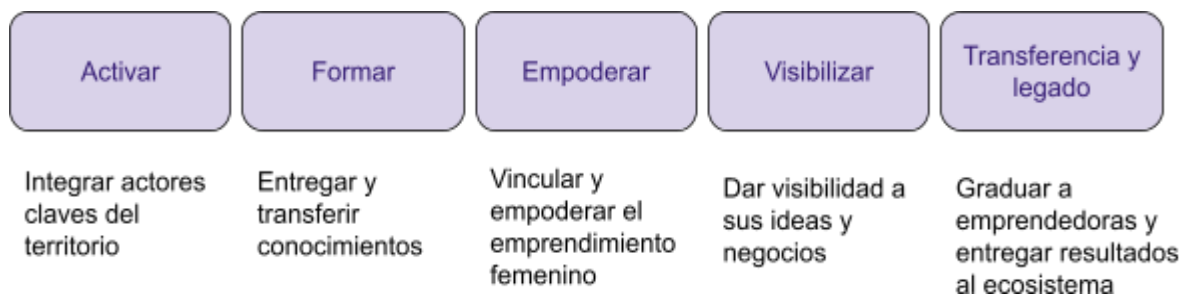 Activar
Formar
Empoderar
Visibilizar
Transferencia y
legado
Integrar actores
claves del
territorio
Entregar y
transferir
conocimientos
Vincular y
empoderar el
emprendimiento
femenino
Dar visibilidad a
sus ideas y
negocios
Graduar a
emprendedoras y
entregar resultados
al ecosistema